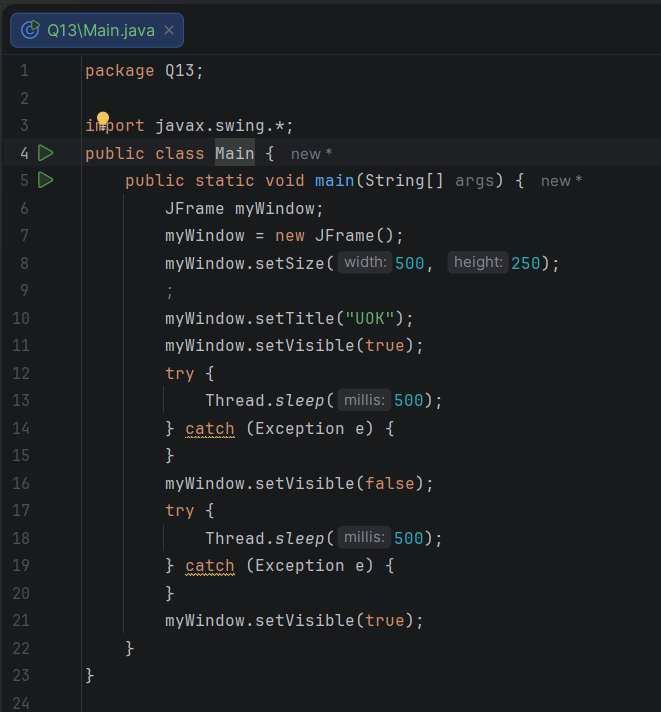 Q13\Main.java ×
1 package Q13;
2
3 import javax.swing.*;
4 public class Main { new *
5 public static void main(String[] args) { new *
6 JFrame myWindow;
7 myWindow = new JFrame();
8 myWindow.setSize( width: 500, height: 250);
9 ;
10 myWindow.setTitle("UOK");
11 myWindow.setVisible(true);
12 try {
13 Thread.sleep( millis: 500);
14 } catch (Exception e) {
15 }
16 myWindow.setVisible(false);
17 try {
18 Thread.sleep( millis: 500);
19 } catch (Exception e) {
20 }
21 myWindow.setVisible(true);
22 }
23 }
24